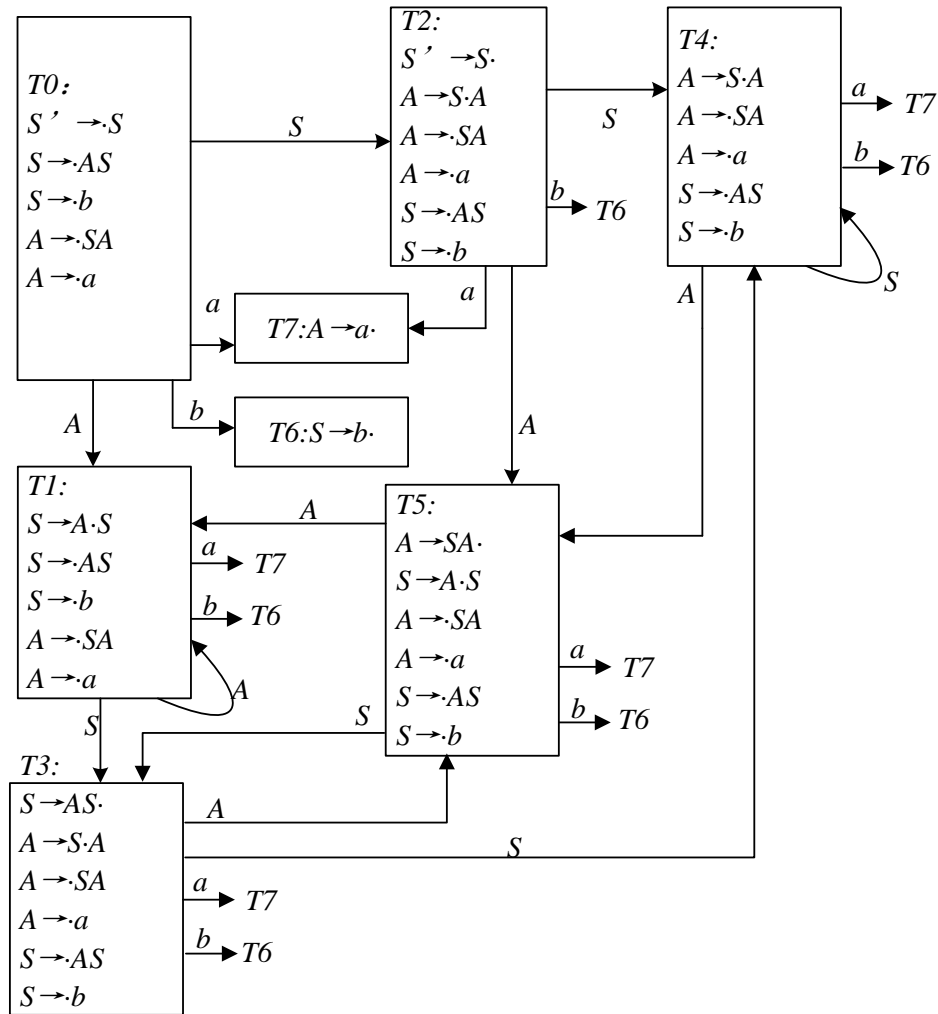 T0：
S’ →·S
S→·AS
S→·b
A→·SA
A→·a
S
T2:
S’ →S·
A→S·A
A→·SA
A→·a
S→·AS
S→·b
S
b
T6
T4:
A→S·A
A→·SA
A→·a
S→·AS
S→·b
a
T7
b
T6
S
A
a
T7:A→a·
a
b
T6:S→b·
A
A
T1:
S→A·S
S→·AS
S→·b
A→·SA
A→·a
a
T7
b
T6
A
S
A
T5:
A→SA·
S→A·S
A→·SA
A→·a
S→·AS
S→·b
a
T7
b
T6
S
T3:
S→AS·
A→S·A
A→·SA
A→·a
S→·AS
S→·b
A
S
a
T7
b
T6